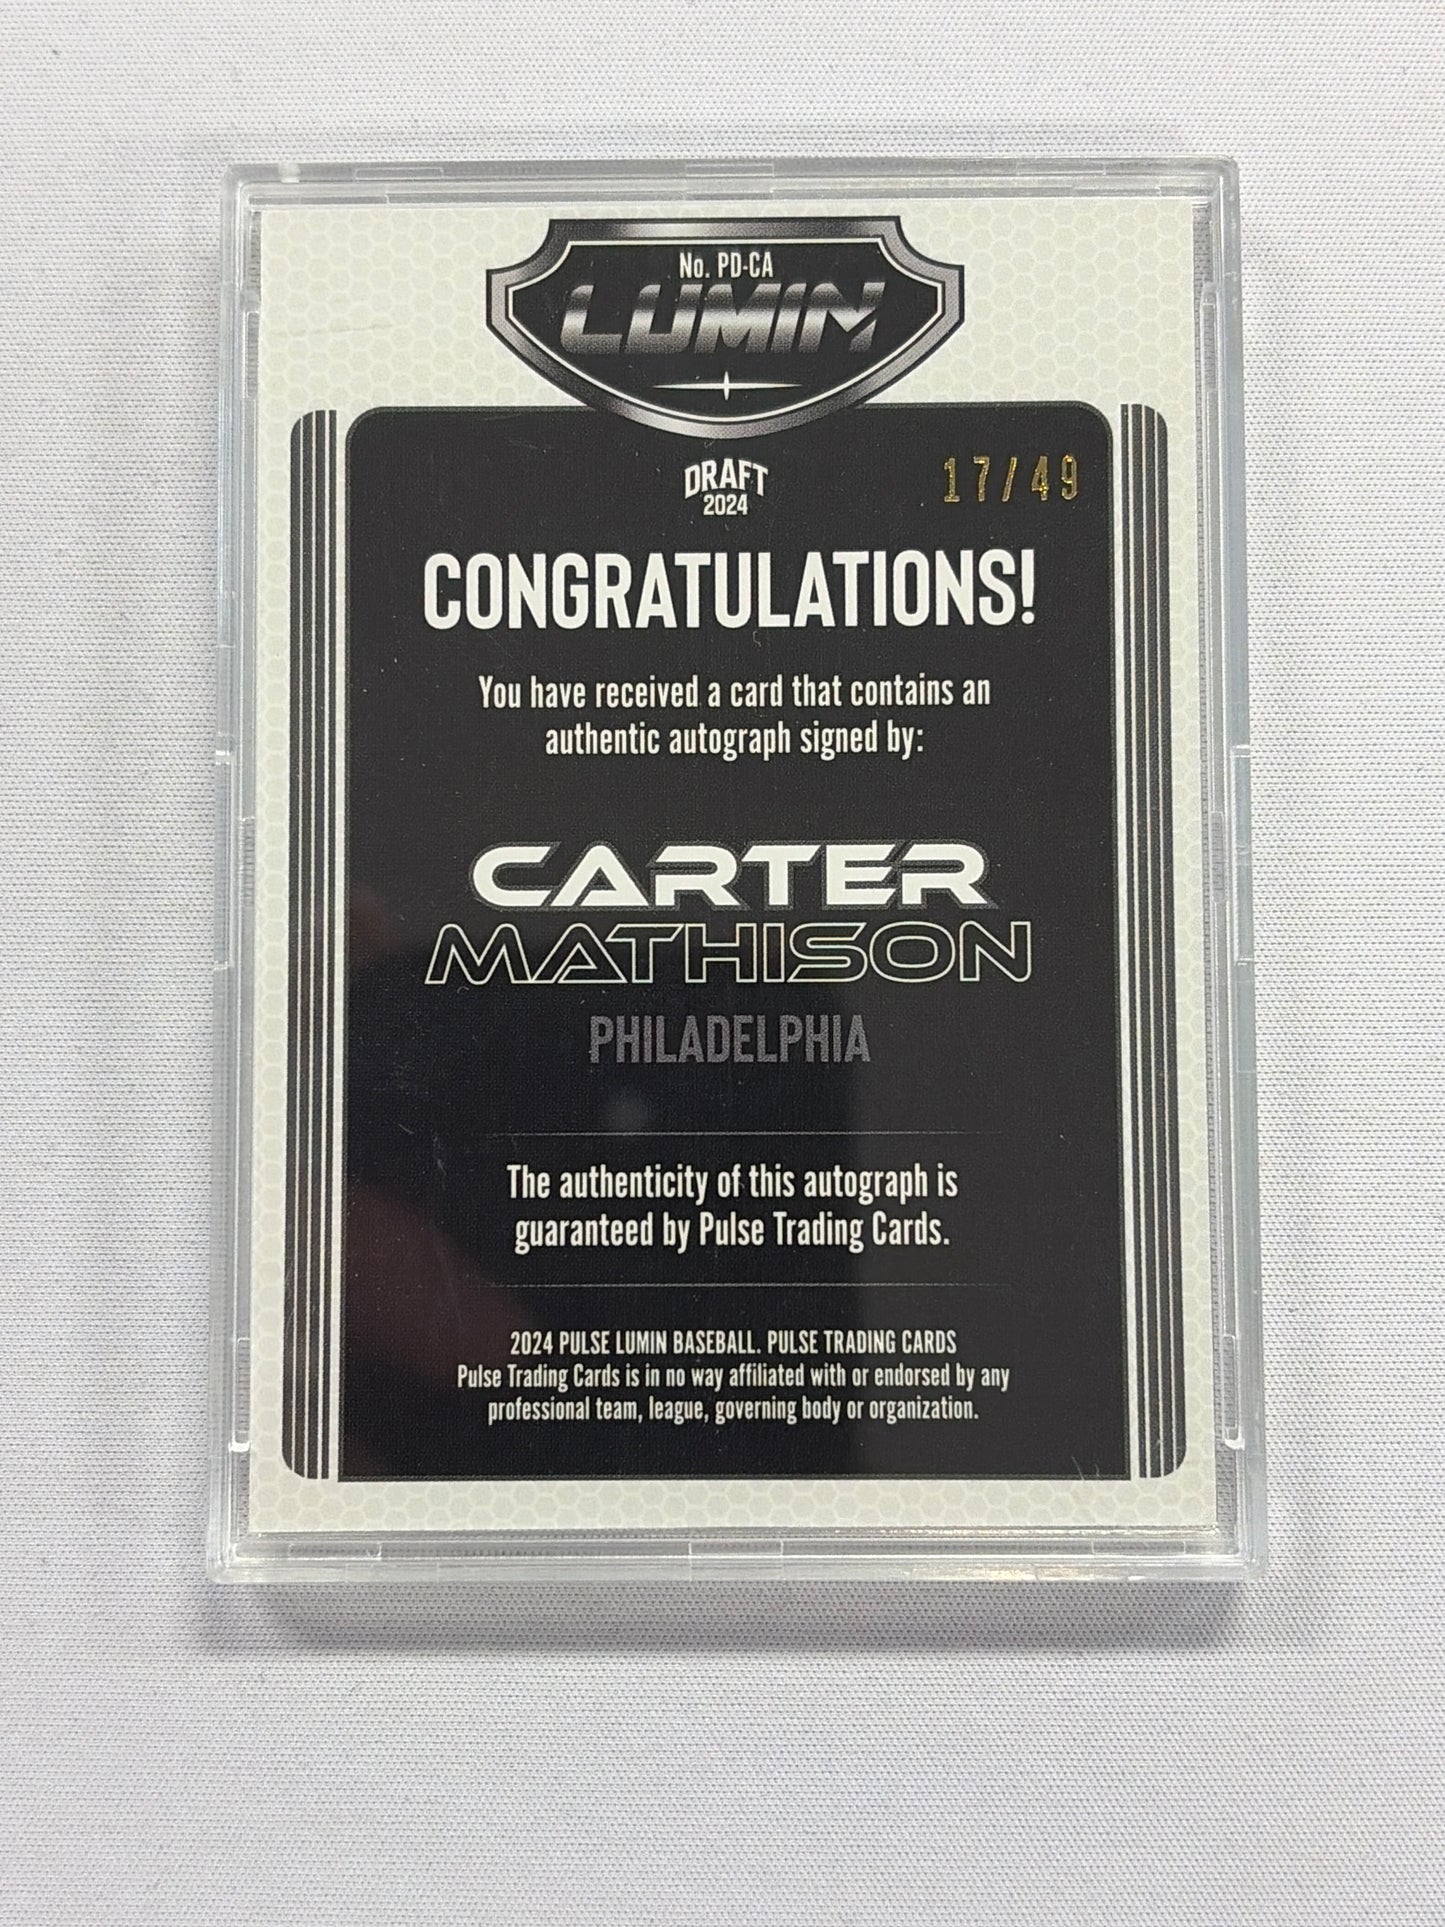 No. PD-CA
LUMIN
DRAFT
2024
17/49
CONGRATULATIONS!
You have received a card that contains an
authentic autograph signed by:
CARTER
MATHISON
PHILADELPHIA
The authenticity of this autograph is
guaranteed by Pulse Trading Cards.
2024 PULSE LUMIN BASEBALL. PULSE TRADING CARDS
Pulse Trading Cards is in no way affiliated with or endorsed by any
professional team, league, governing body or organization.